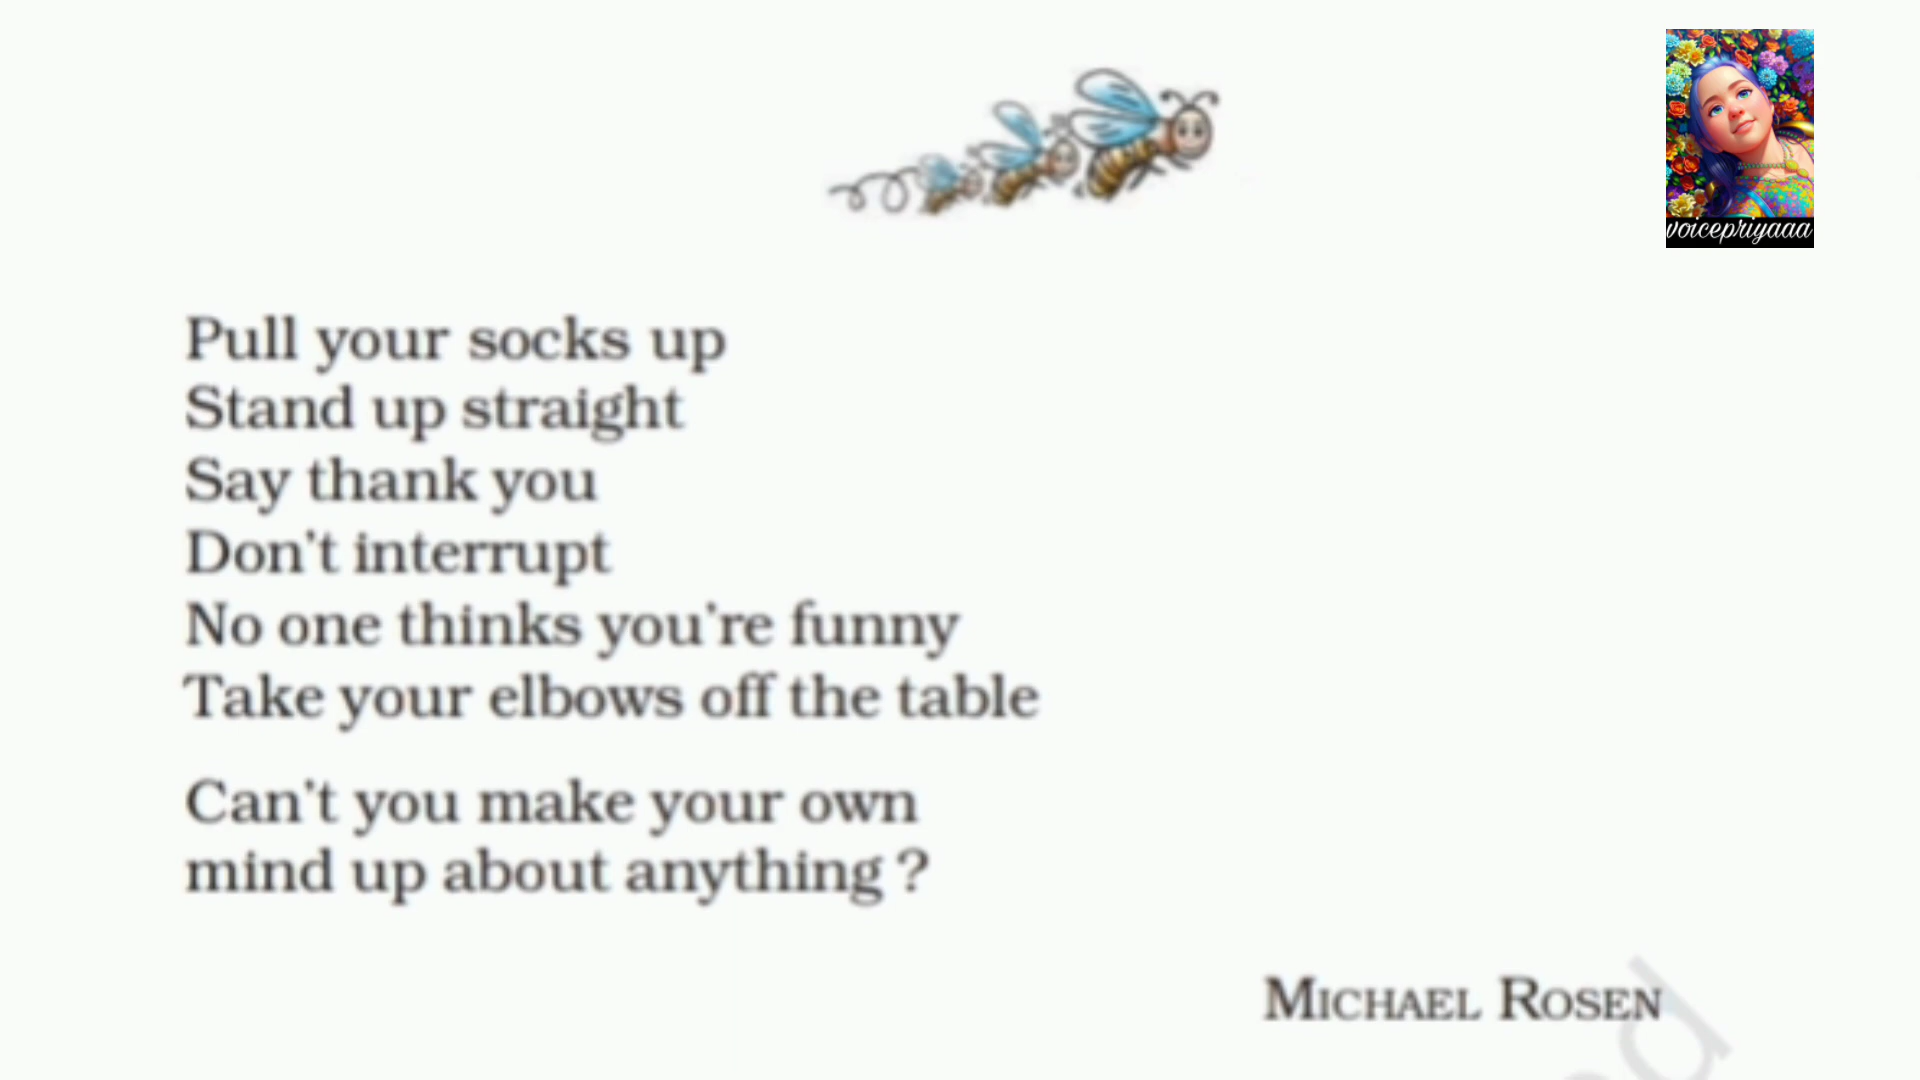 voicepriyaaa
Pull your socks up
Stand up straight
Say thank you
Don't interrupt
No one thinks you're funny
Take your elbows off the table
Can't you make your own
mind up about anything ?
MICHAEL ROSEN